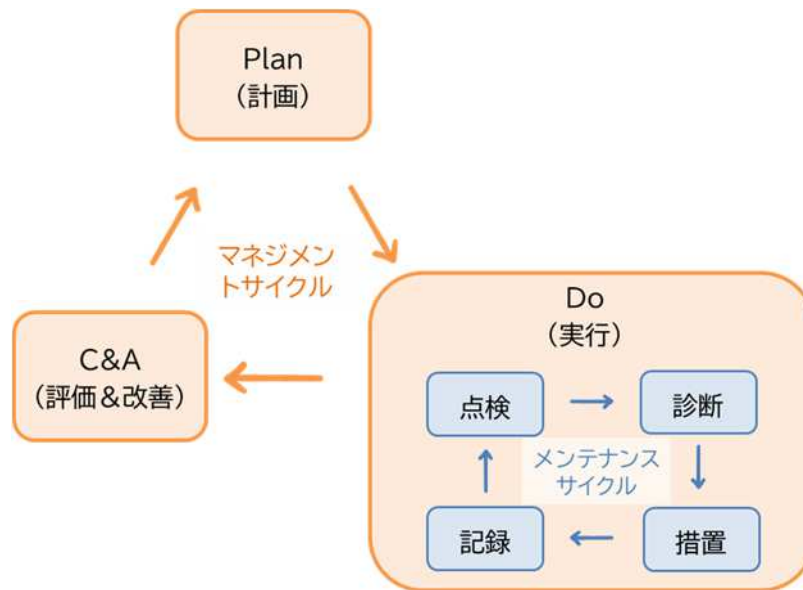 Plan
(計画)
マネジメン
トサイクル
Do
(実行)
C&A
(評価&改善)
点検
診断
メンテナンス
サイクル
記録
措置